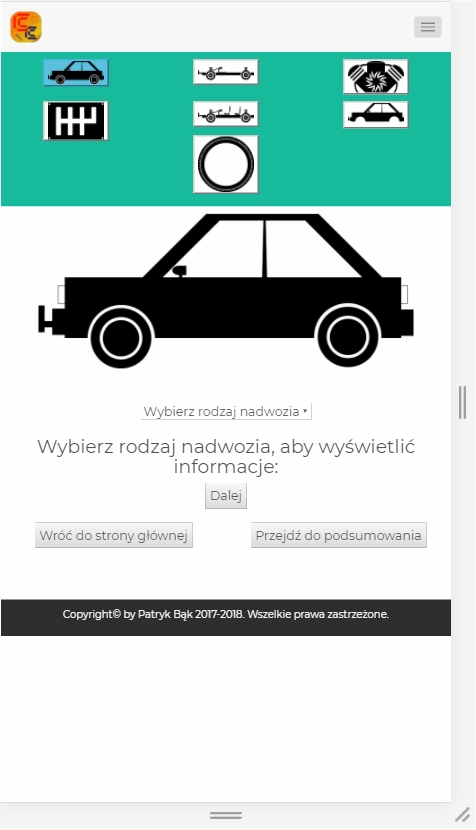 Wybierz rodzaj nadwozia
Wybierz rodzaj nadwozia, aby wyświetlić
informacje:
Dalej
Wróć do strony głównej
Przejdź do podsumowania
Copyright© by Patryk Bąk 2017-2018. Wszelkie prawa zastrzeżone.